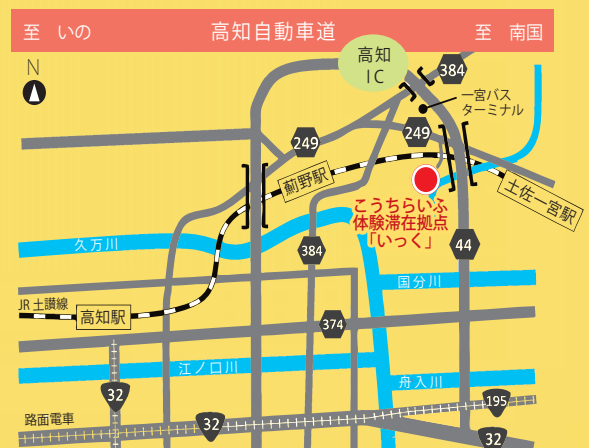 至　いの
高知自動車道
至　南国
N
高知
IC
384
一宮バス
ターミナル
249
249
薊野駅
土佐一宮駅
こうちらいふ
体験滞在拠点
「いっく」
久万川
384
44
国分川
JR 土讃線
高知駅
374
江ノ口川
舟入川
32
195
路面電車
32
32